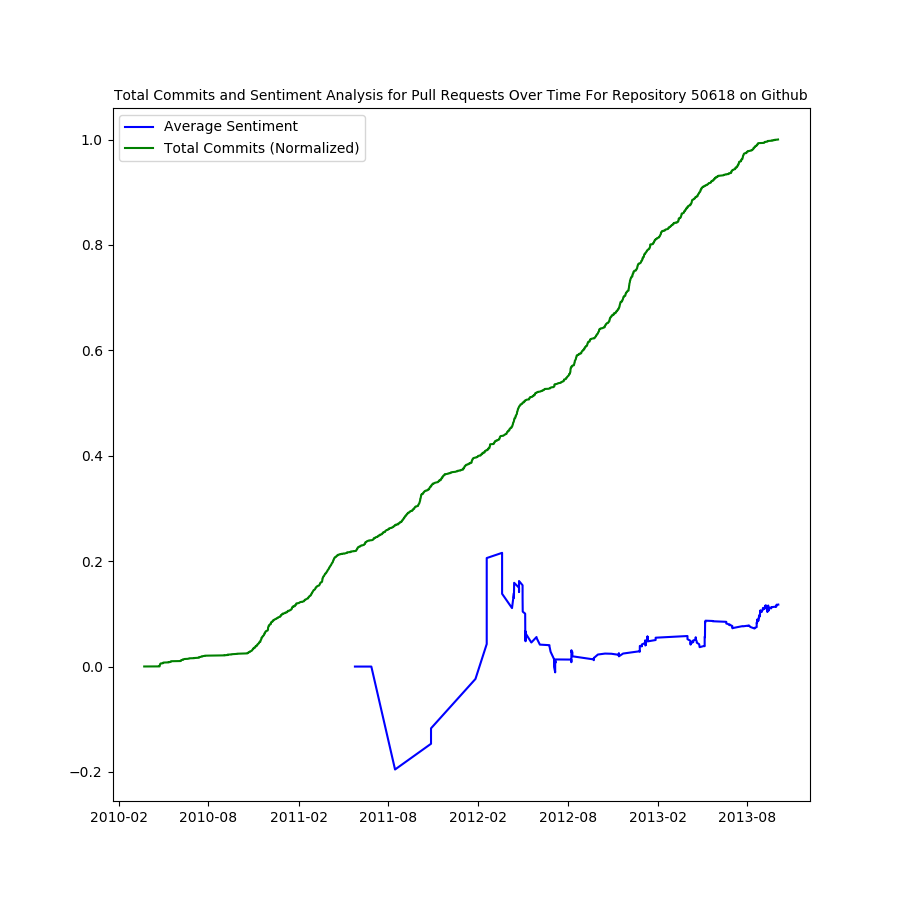 Total Commits and Sentiment Analysis for Pull Requests Over Time For Repository 50618 on Github
Average Sentiment
Total Commits (Normalized)
1.0
0.8
0.6
0.4
0.2
0.0
−0.2
2010-02 2010-08 2011-02 2011-08 2012-02 2012-08 2013-02 2013-08